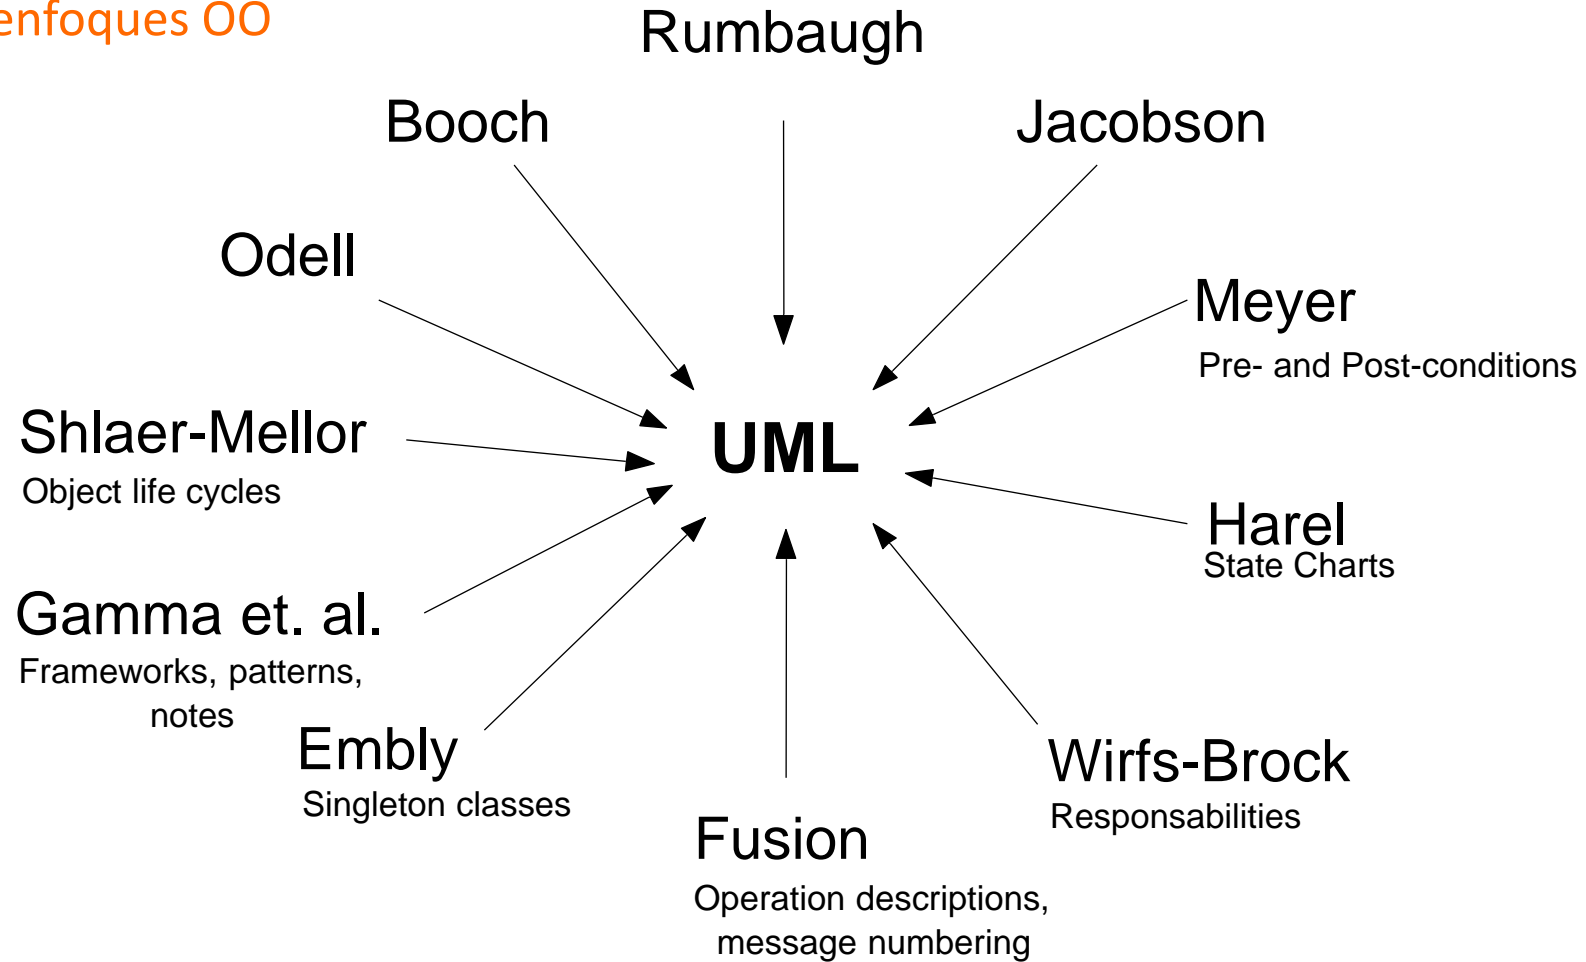 enfoques OO
Rumbaugh
Booch
Jacobson
Odell
Meyer
Pre- and Post-conditions
Shlaer-Mellor
Object life cycles
UML
Harel
State Charts
Gamma et. al.
Frameworks, patterns,
notes
Embly
Singleton classes
Wirfs-Brock
Responsabilities
Fusion
Operation descriptions,
message numbering